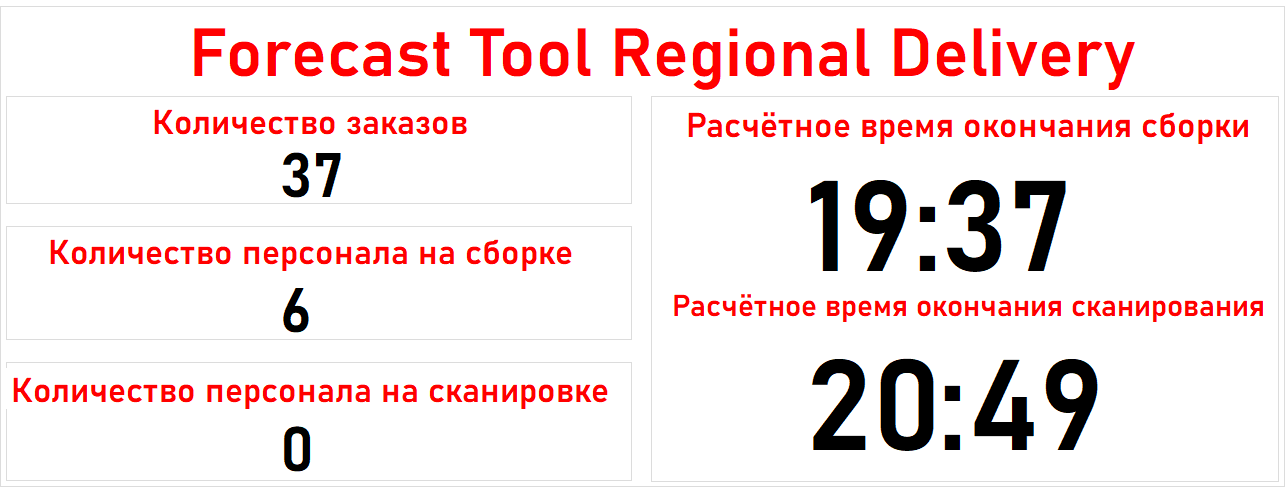 Forecast Tool Regional Delivery
Количество заказов
37
Количество персонала на сборке
6
Количество персонала на сканировке
0
Расчётное время окончания сборки
19:37
Расчётное время окончания сканирования
20:49